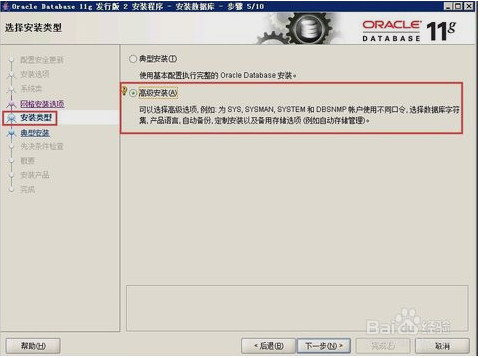 Oracle Database 11g 发行版 2 安装程序 - 安装数据库 - 步骤 5/10
选择安装类型
ORACLE
DATABASE 11g
配置安全更新
安装选项
系统类
网格安装选项
安装类型
典型安装
先决条件检查
概要
安装产品
完成
典型安装(T)
使用基本配置执行完整的 Oracle Database 安装。
高级安装(A)
可以选择高级选项, 例如: 为 SYS, SYSMAN, SYSTEM 和 DBSNMP 帐户使用不同口令, 选择数据库字符
集, 产品语言, 自动备份, 定制安装以及备用存储选项 (例如自动存储管理)。
帮助(H)
< 后退(B)
下一步(N) >
取消
Baidu 经验